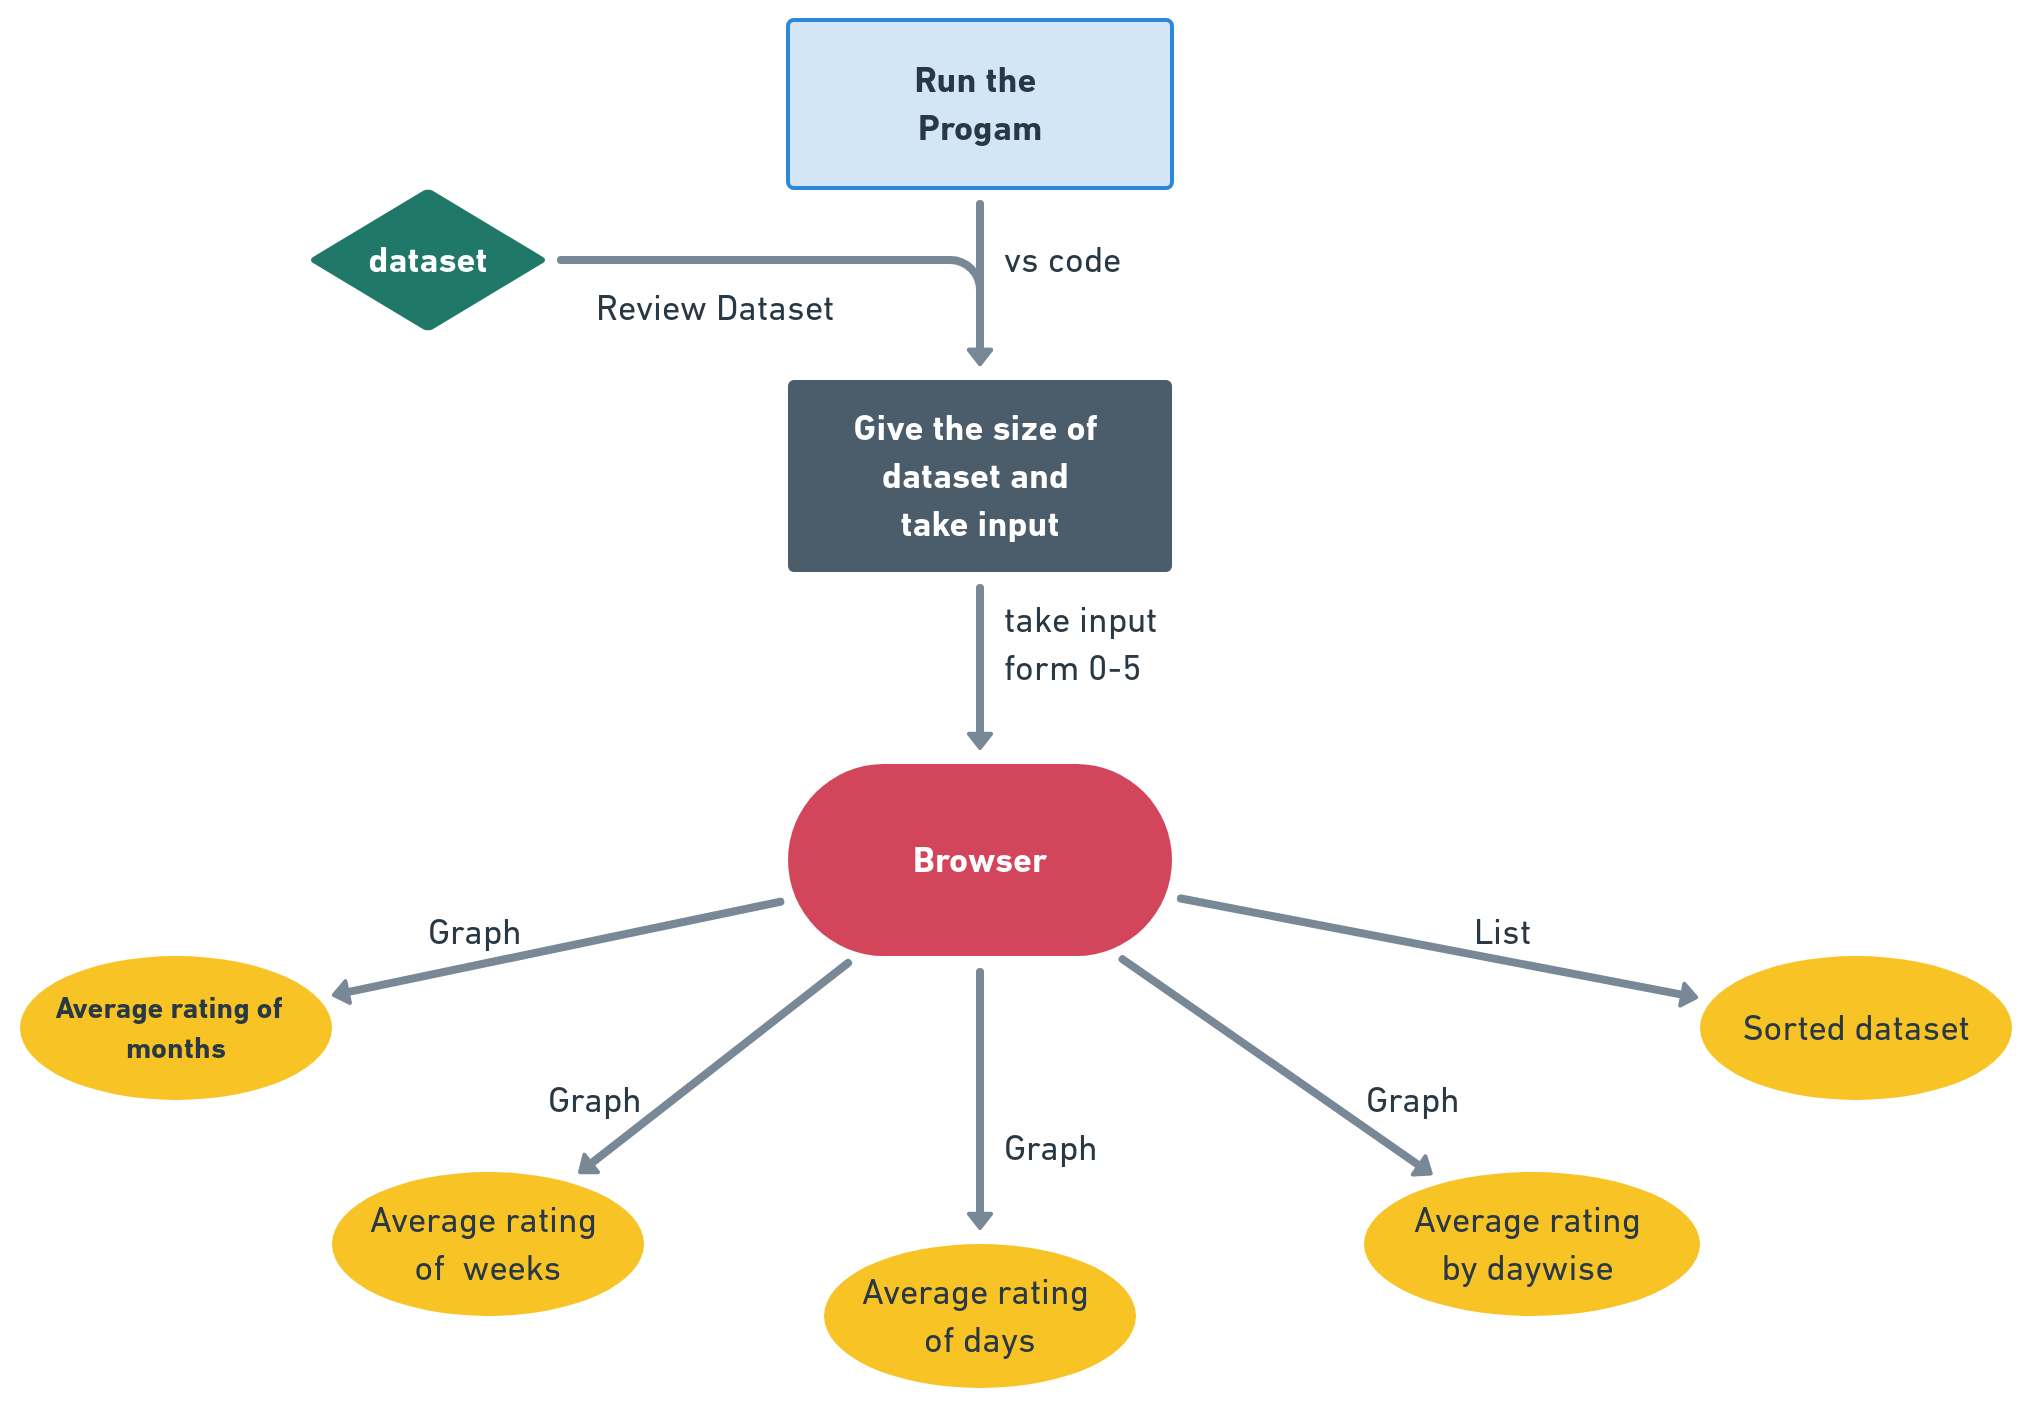 Run the
Progam
dataset
vs code
Review Dataset
Give the size of
dataset and
take input
take input
form 0-5
Browser
Graph
List
Average rating of
months
Sorted dataset
Graph
Graph
Graph
Average rating
of weeks
Average rating
by daywise
Average rating
of days